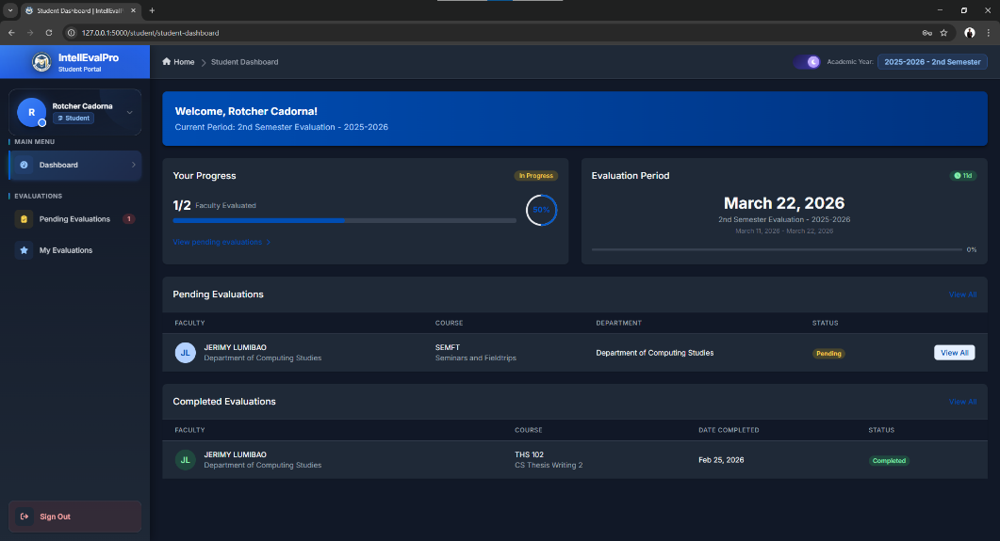 Student Dashboard | IntellEvalP
127.0.0.1:5000/student/student-dashboard
IntellEvalPro
Student Portal
Home
Student Dashboard
Academic Year:
2025-2026 - 2nd Semester
R
Rotcher Cadorna
Student
MAIN MENU
Dashboard
EVALUATIONS
Pending Evaluations
1
My Evaluations
Sign Out
Welcome, Rotcher Cadorna!
Current Period: 2nd Semester Evaluation - 2025-2026
Your Progress
In Progress
1/2 Faculty Evaluated
50%
View pending evaluations
Evaluation Period
11d
March 22, 2026
2nd Semester Evaluation - 2025-2026
March 11, 2026 - March 22, 2026
0%
Pending Evaluations
View All
FACULTY COURSE DEPARTMENT STATUS
JL
JERIMY LUMIBAO
Department of Computing Studies
SEMFT
Seminars and Fieldtrips
Department of Computing Studies
Pending
View All
Completed Evaluations
View All
FACULTY COURSE DATE COMPLETED STATUS
JL
JERIMY LUMIBAO
Department of Computing Studies
THS 102
CS Thesis Writing 2
Feb 25, 2026
Completed